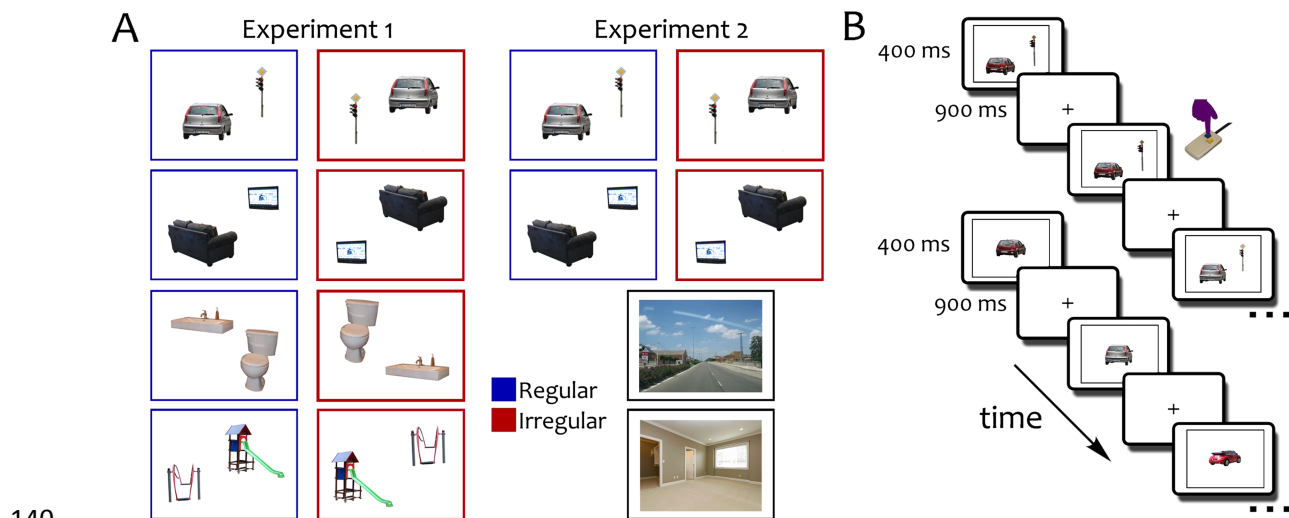 A
Experiment 1
Experiment 2
Regular
Irregular
B
400 ms
900 ms
400 ms
900 ms
time